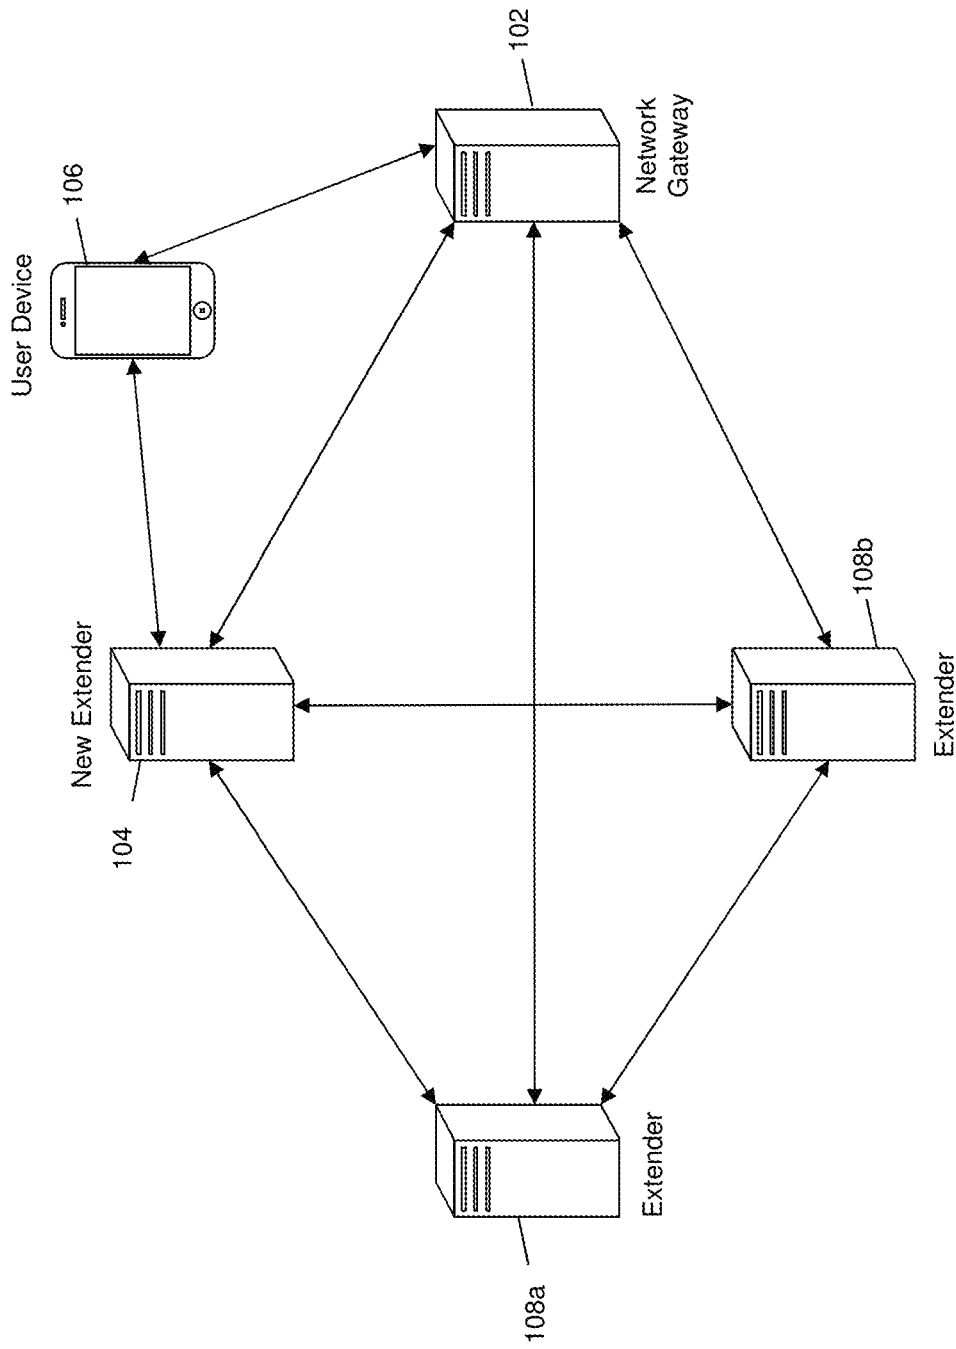 User Device
106
102
Network
Gateway
New Extender
104
108b
Extender
108a
Extender